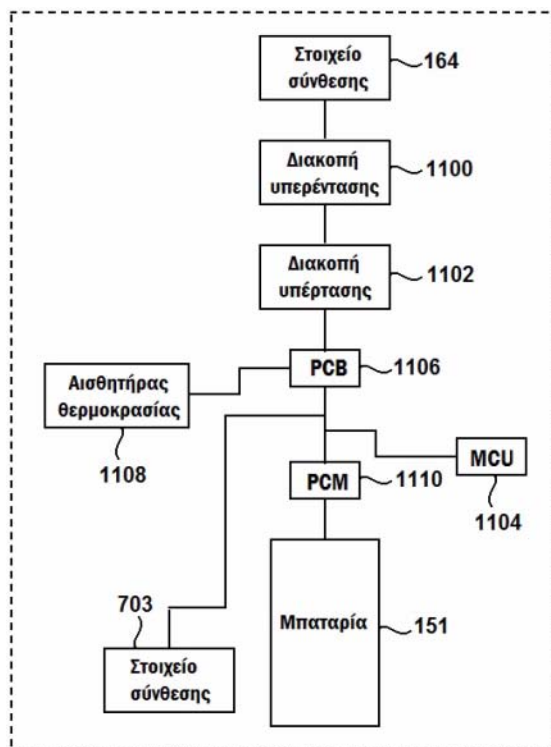 Στοιχείο
σύνθεσης
164
Διακοπή
υπερέντασης
1100
Διακοπή
υπέρτασης
1102
PCB
1106
Αισθητήρας
θερμοκρασίας
1108
MCU
1104
PCM
1110
Μπαταρία
151
703
Στοιχείο
σύνθεσης